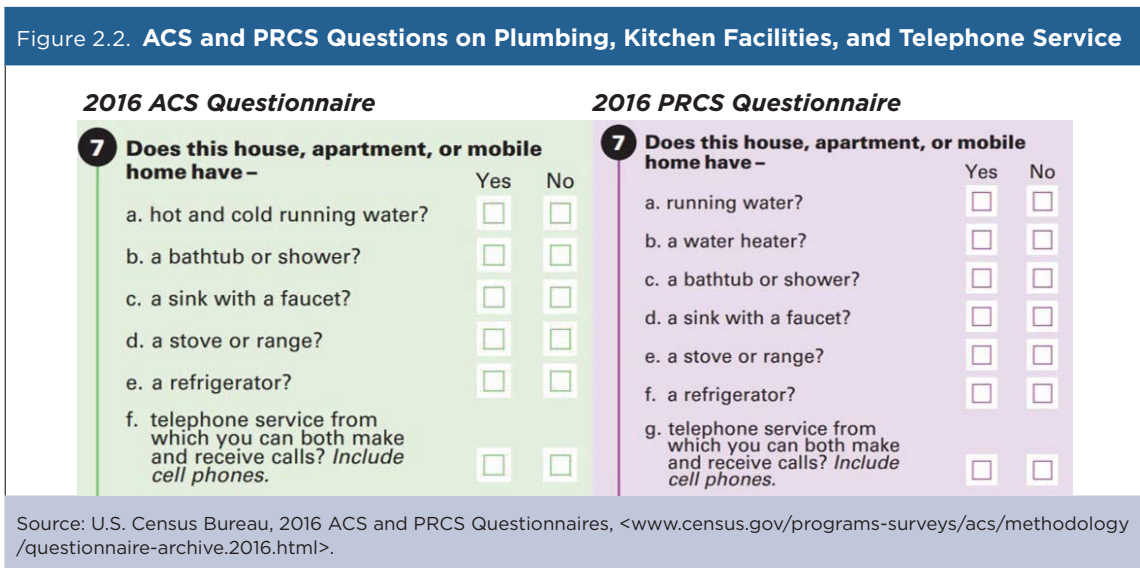 Figure 2.2. ACS and PRCS Questions on Plumbing, Kitchen Facilities, and Telephone Service
2016 ACS Questionnaire
7 Does this house, apartment, or mobile
home have –
Yes No
a. hot and cold running water?
b. a bathtub or shower?
c. a sink with a faucet?
d. a stove or range?
e. a refrigerator?
f. telephone service from
which you can both make
and receive calls? Include
cell phones.
2016 PRCS Questionnaire
7 Does this house, apartment, or mobile
home have –
Yes No
a. running water?
b. a water heater?
c. a bathtub or shower?
d. a sink with a faucet?
e. a stove or range?
f. a refrigerator?
g. telephone service from
which you can both make
and receive calls? Include
cell phones.
Source: U.S. Census Bureau, 2016 ACS and PRCS Questionnaires, <www.census.gov/programs-surveys/acs/methodology
/questionnaire-archive.2016.html>.